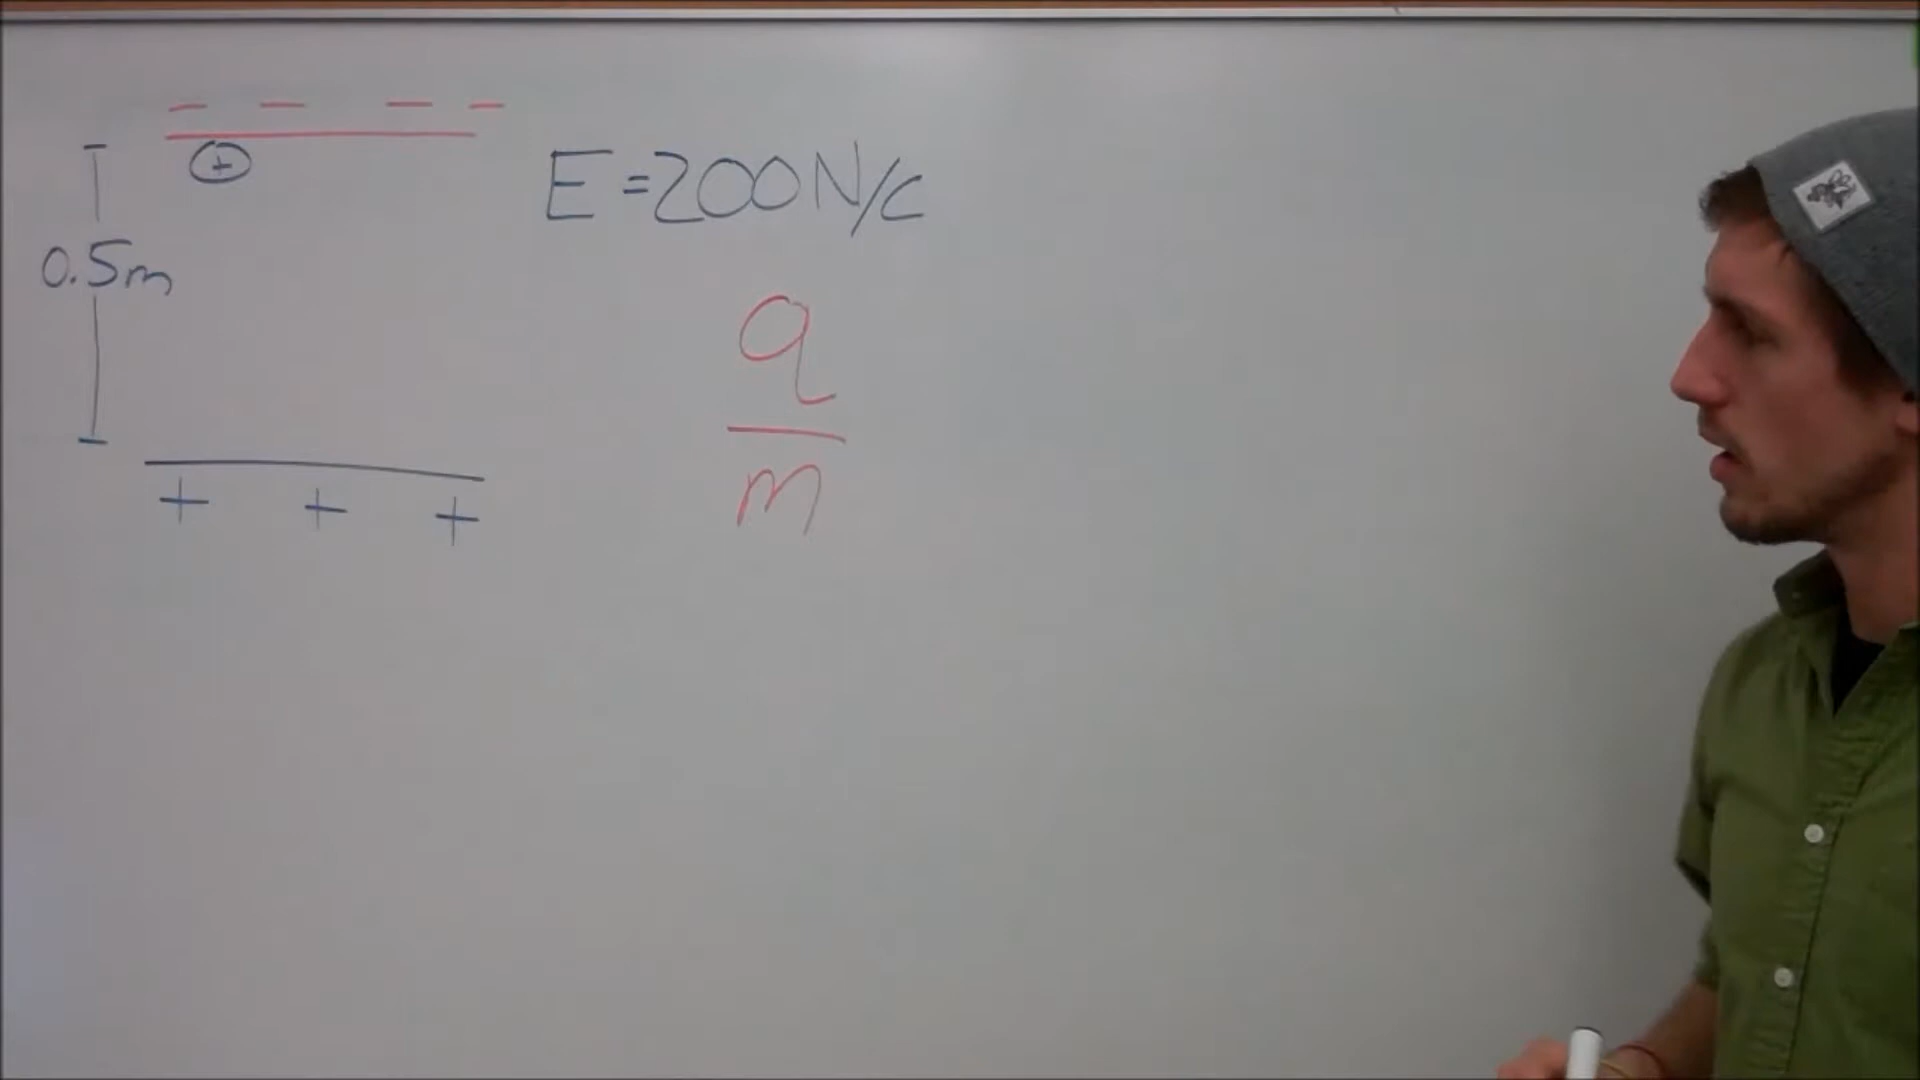 - - - -
+
E = 200 N/C
0.5m
q
m
+ + +